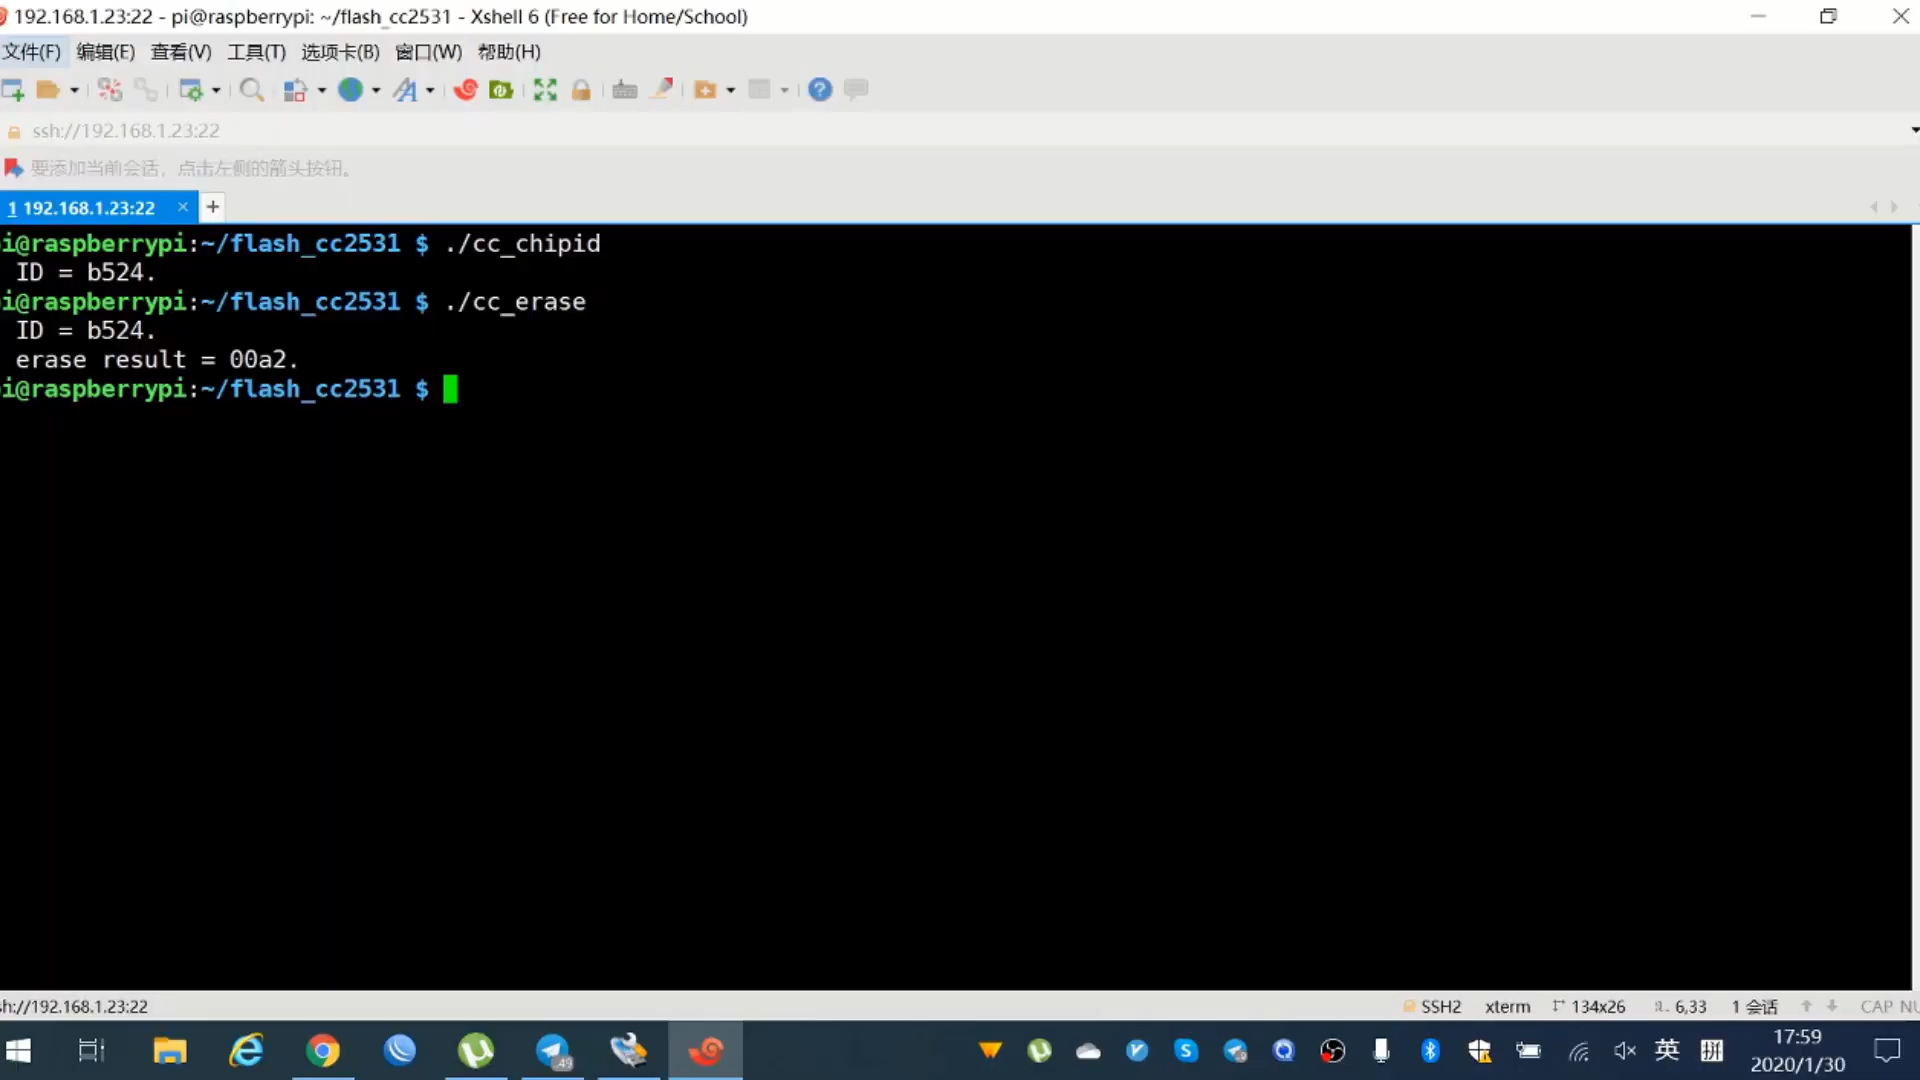 192.168.1.23:22 - pi@raspberrypi: ~/flash_cc2531 - Xshell 6 (Free for Home/School)
文件(F) 编辑(E) 查看(V) 工具(T) 选项卡(B) 窗口(W) 帮助(H)
ssh://192.168.1.23:22
要添加当前会话，点击左侧的箭头按钮。
1 192.168.1.23:22
i@raspberrypi:~/flash_cc2531 $ ./cc_chipid
ID = b524.
i@raspberrypi:~/flash_cc2531 $ ./cc_erase
ID = b524.
erase result = 00a2.
i@raspberrypi:~/flash_cc2531 $
sh://192.168.1.23:22 SSH2 xterm 134x26 6,33 1 会话 CAP NU
49 英 拼 17:59
2020/1/30